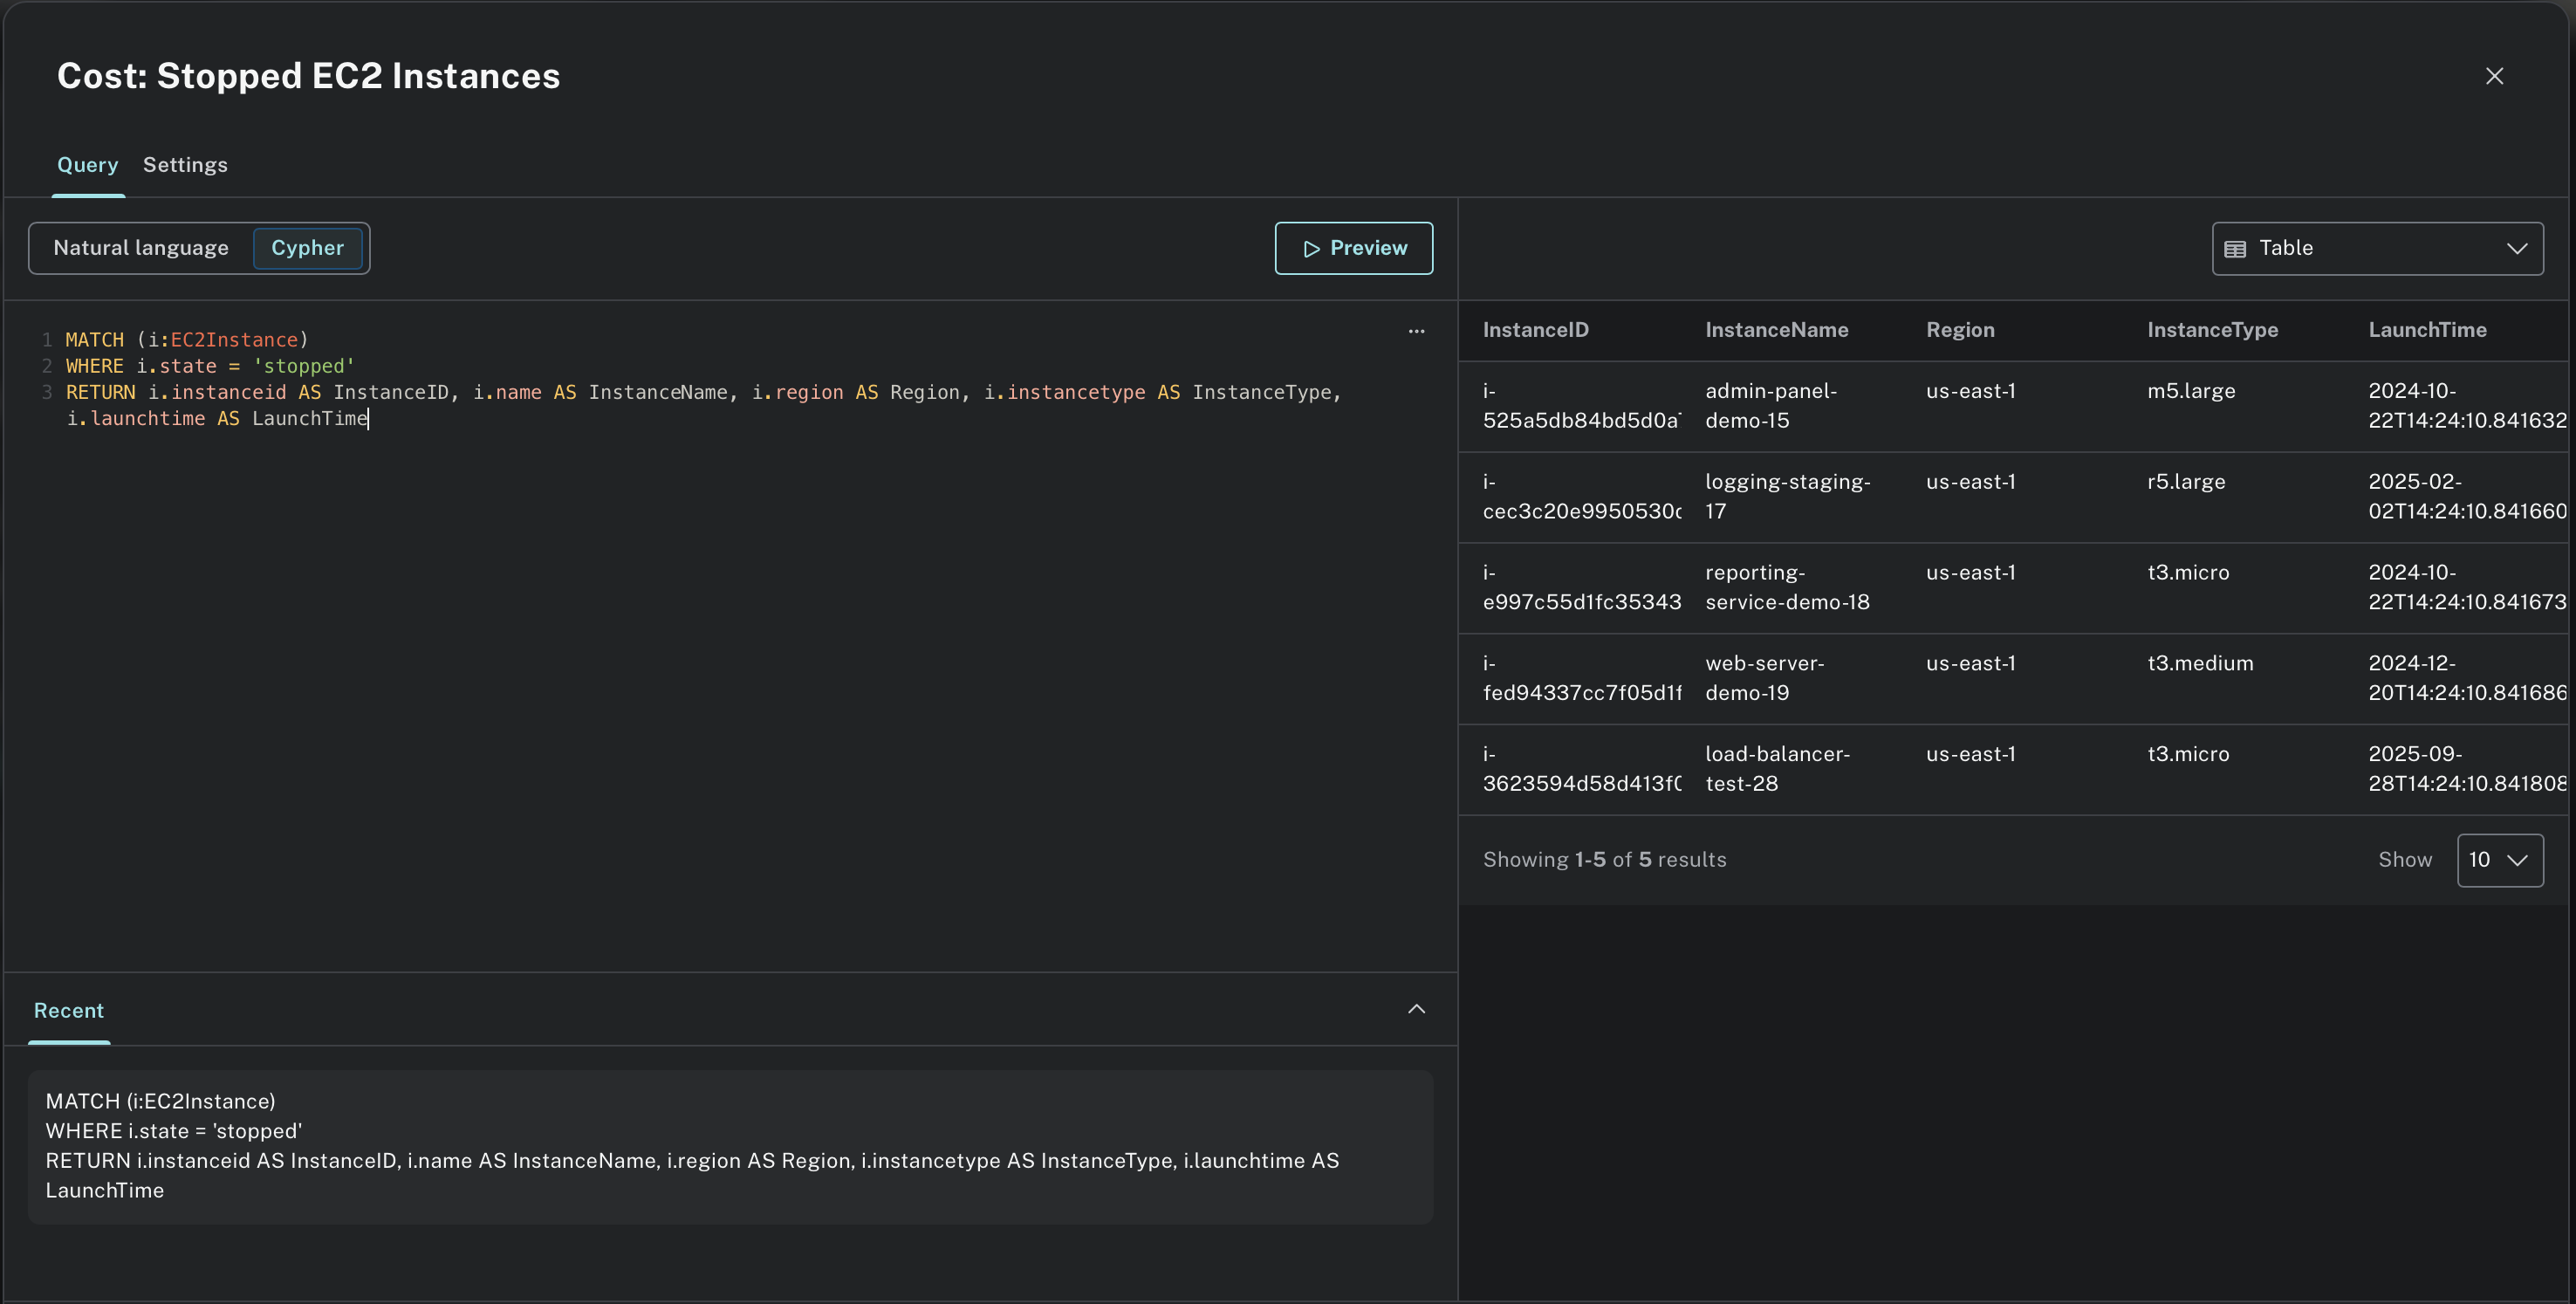 Cost: Stopped EC2 Instances
Query Settings
Natural language Cypher
Preview
1 MATCH (i:EC2Instance)
2 WHERE i.state = 'stopped'
3 RETURN i.instanceid AS InstanceID, i.name AS InstanceName, i.region AS Region, i.instancetype AS InstanceType,
i.launchtime AS LaunchTime
Recent
MATCH (i:EC2Instance)
WHERE i.state = 'stopped'
RETURN i.instanceid AS InstanceID, i.name AS InstanceName, i.region AS Region, i.instancetype AS InstanceType, i.launchtime AS
LaunchTime
Table
InstanceID InstanceName Region InstanceType LaunchTime
i- admin-panel- us-east-1 m5.large 2024-10-
525a5db84bd5d0a demo-15 22T14:24:10.841632
i- logging-staging- us-east-1 r5.large 2025-02-
cec3c20e9950530 17 02T14:24:10.841660
i- reporting- us-east-1 t3.micro 2024-10-
e997c55d1fc35343 service-demo-18 22T14:24:10.841673
i- web-server- us-east-1 t3.medium 2024-12-
fed94337cc7f05d1f demo-19 20T14:24:10.841686
i- load-balancer- us-east-1 t3.micro 2025-09-
3623594d58d413f test-28 28T14:24:10.841808
Showing 1-5 of 5 results
Show 10